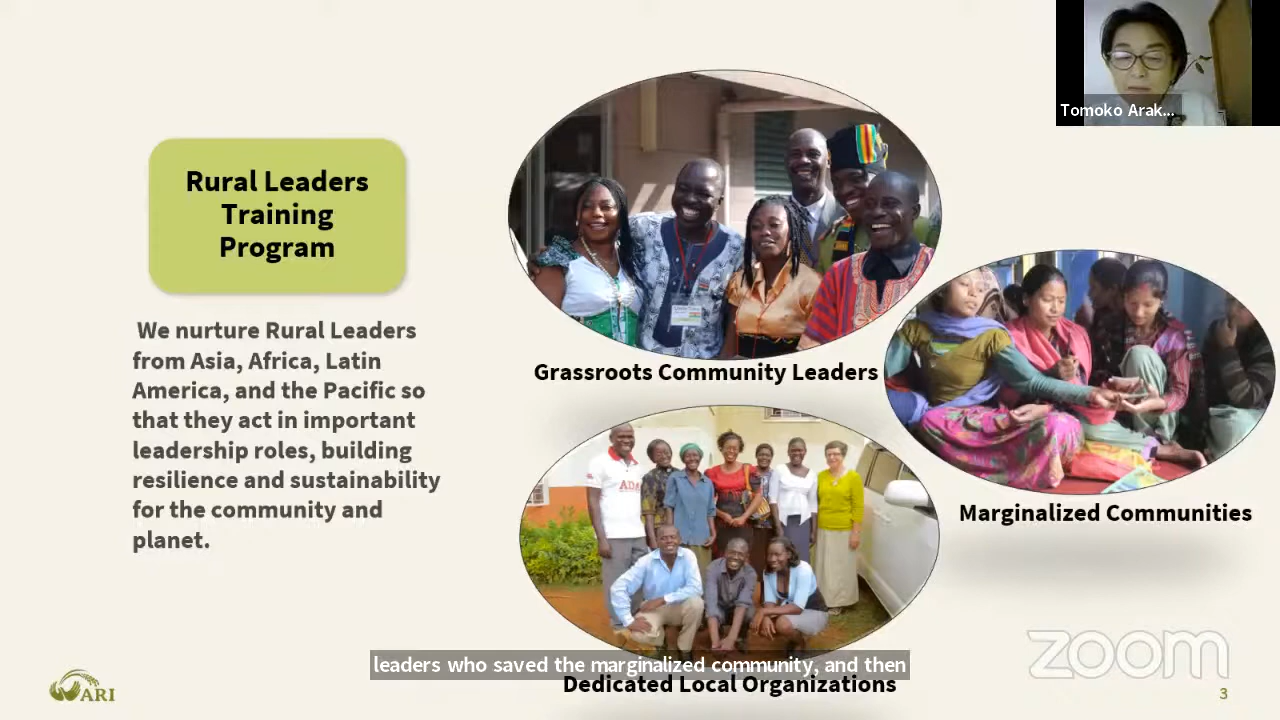 Tomoko Arak...
Rural Leaders
Training
Program
We nurture Rural Leaders
from Asia, Africa, Latin
America, and the Pacific so
that they act in important
leadership roles, building
resilience and sustainability
for the community and
planet.
Grassroots Community Leaders
Marginalized Communities
ADA
leaders who saved the marginalized community, and then
Dedicated Local Organizations
ARI
zoom
3